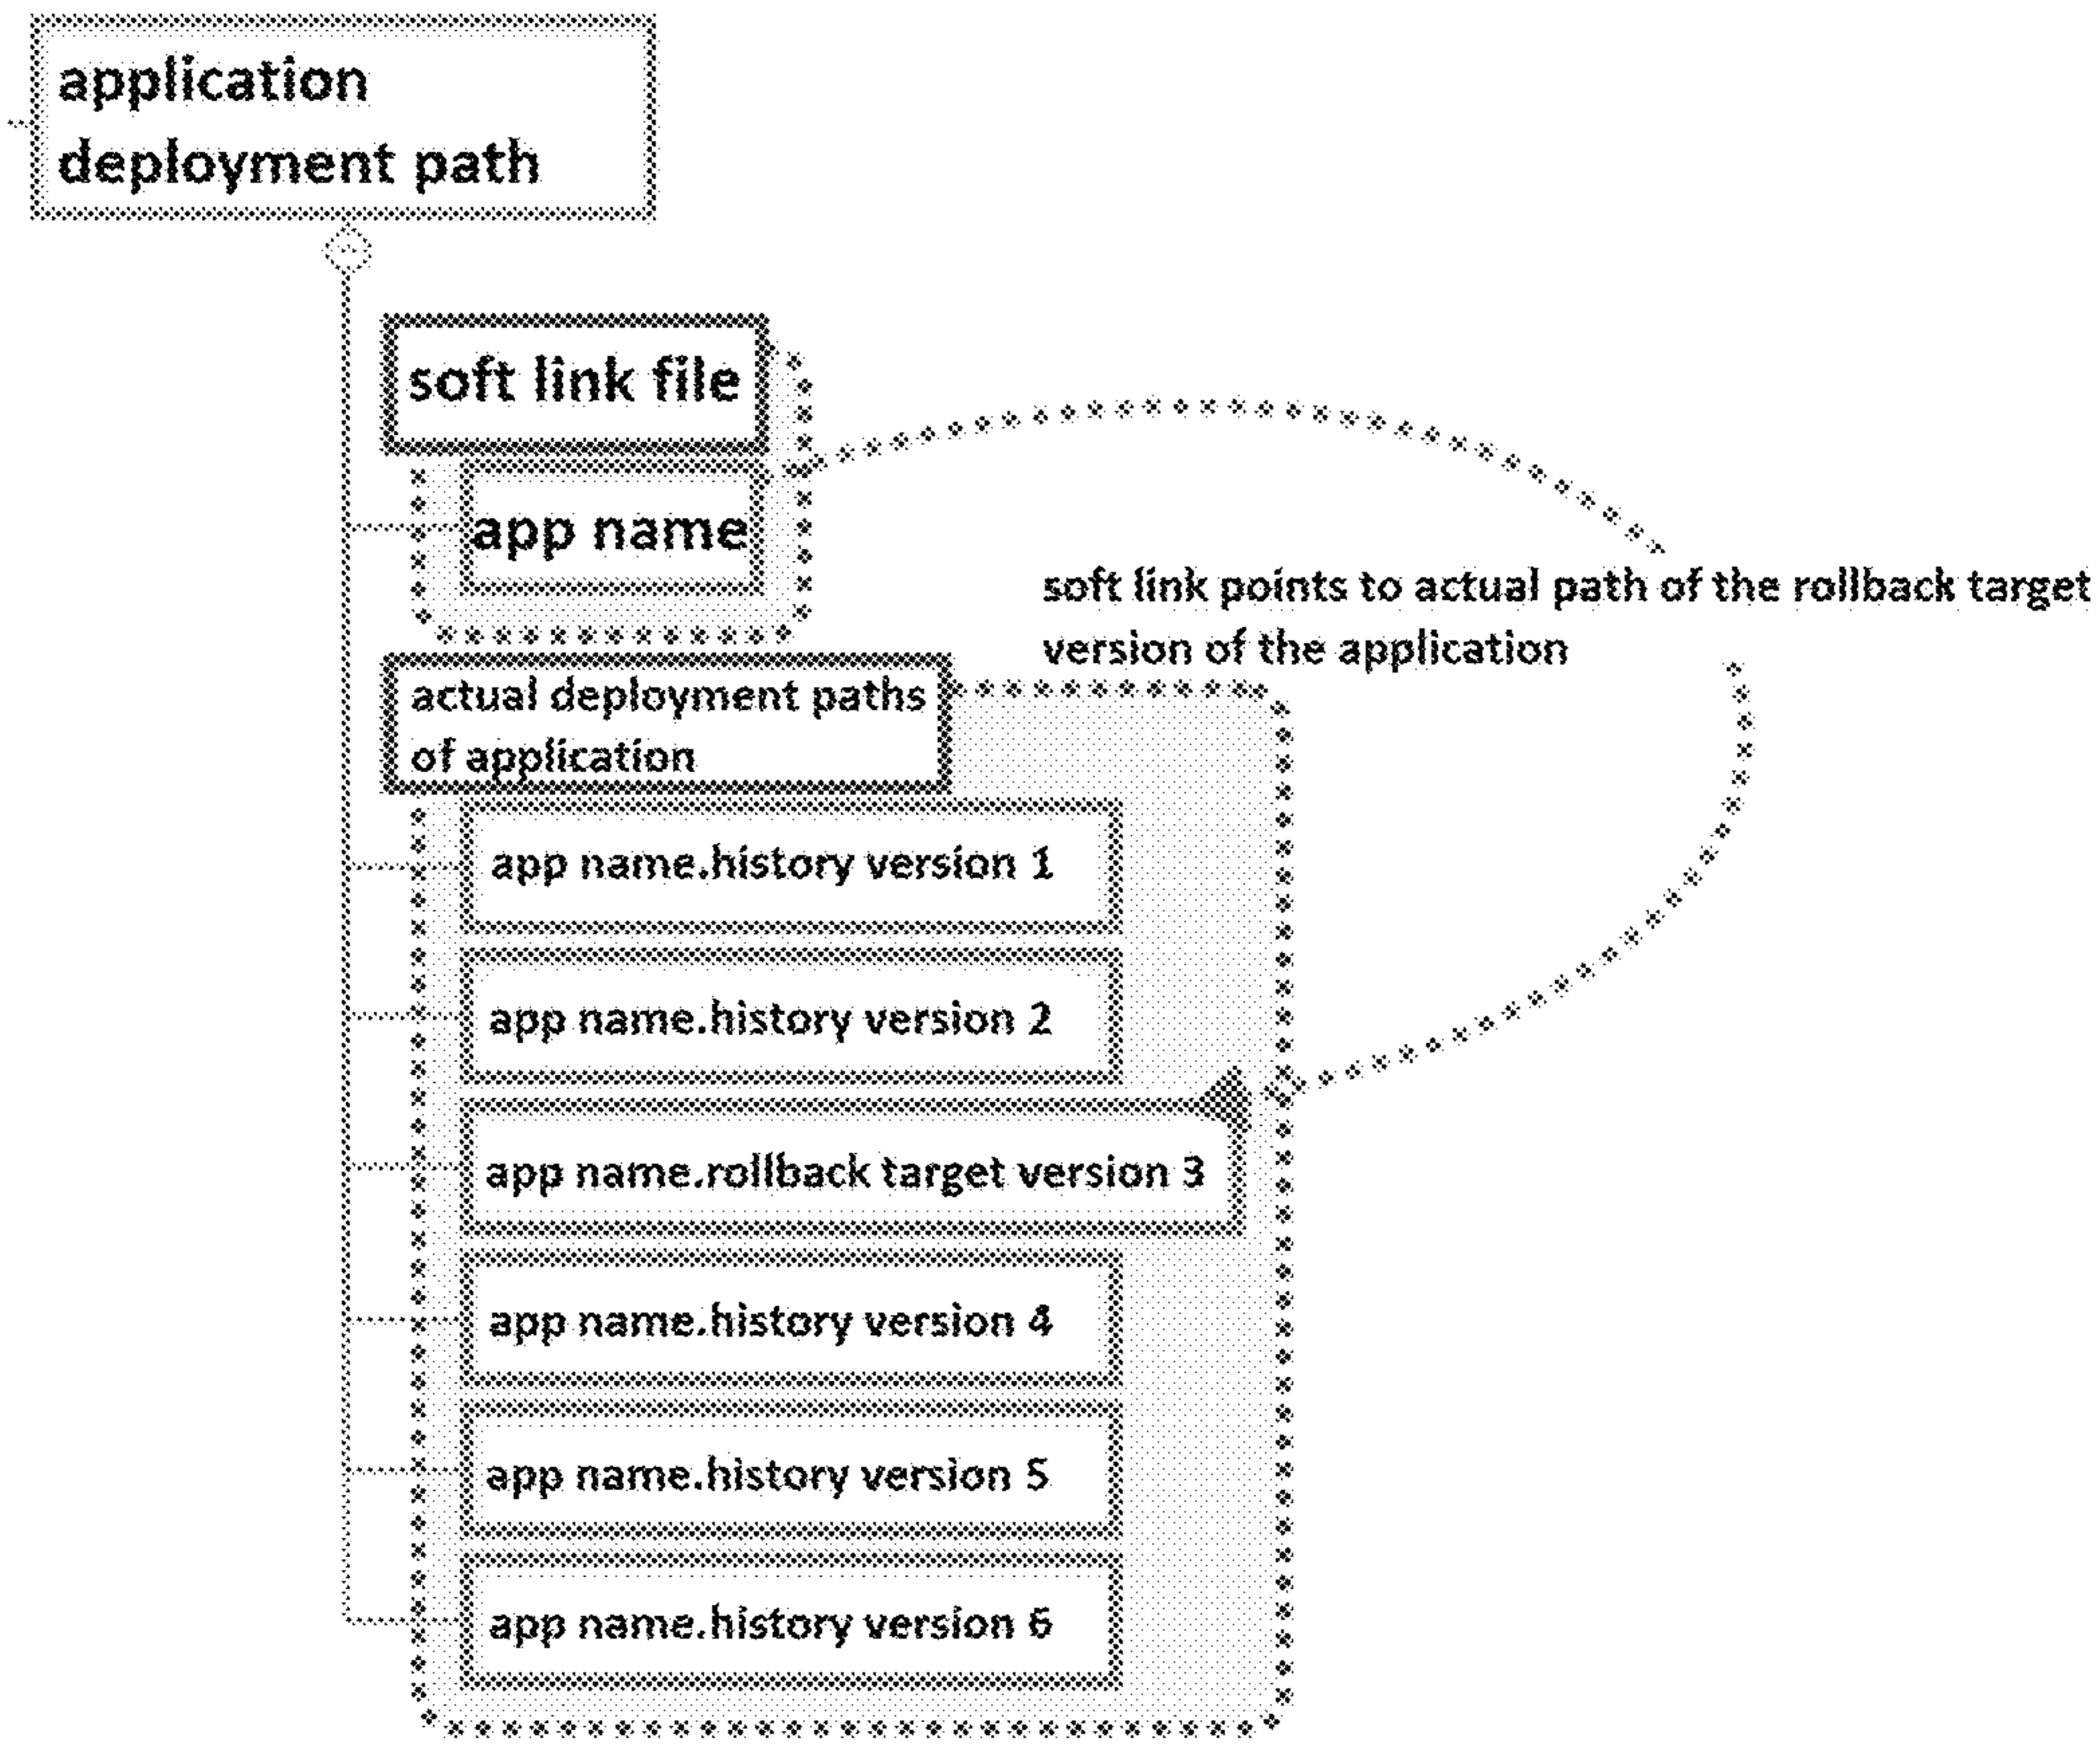 application
deployment path
soft link file
app name
soft link points to actual path of the rollback target
version of the application
actual deployment paths
of application
app name.history version 1
app name.history version 2
app name.rollback target version 3
app name.history version 4
app name.history version 5
app name.history version 6